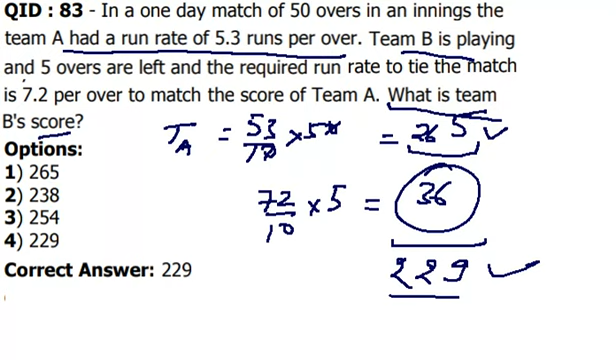 QID : 83 - In a one day match of 50 overs in an innings the
team A had a run rate of 5.3 runs per over. Team B is playing
and 5 overs are left and the required run rate to tie the match
is 7.2 per over to match the score of Team A. What is team
B's score?
T_A = 53/10 × 50 = 265
Options:
1) 265
2) 238
72/10 × 5 = 36
3) 254
4) 229
Correct Answer: 229
229